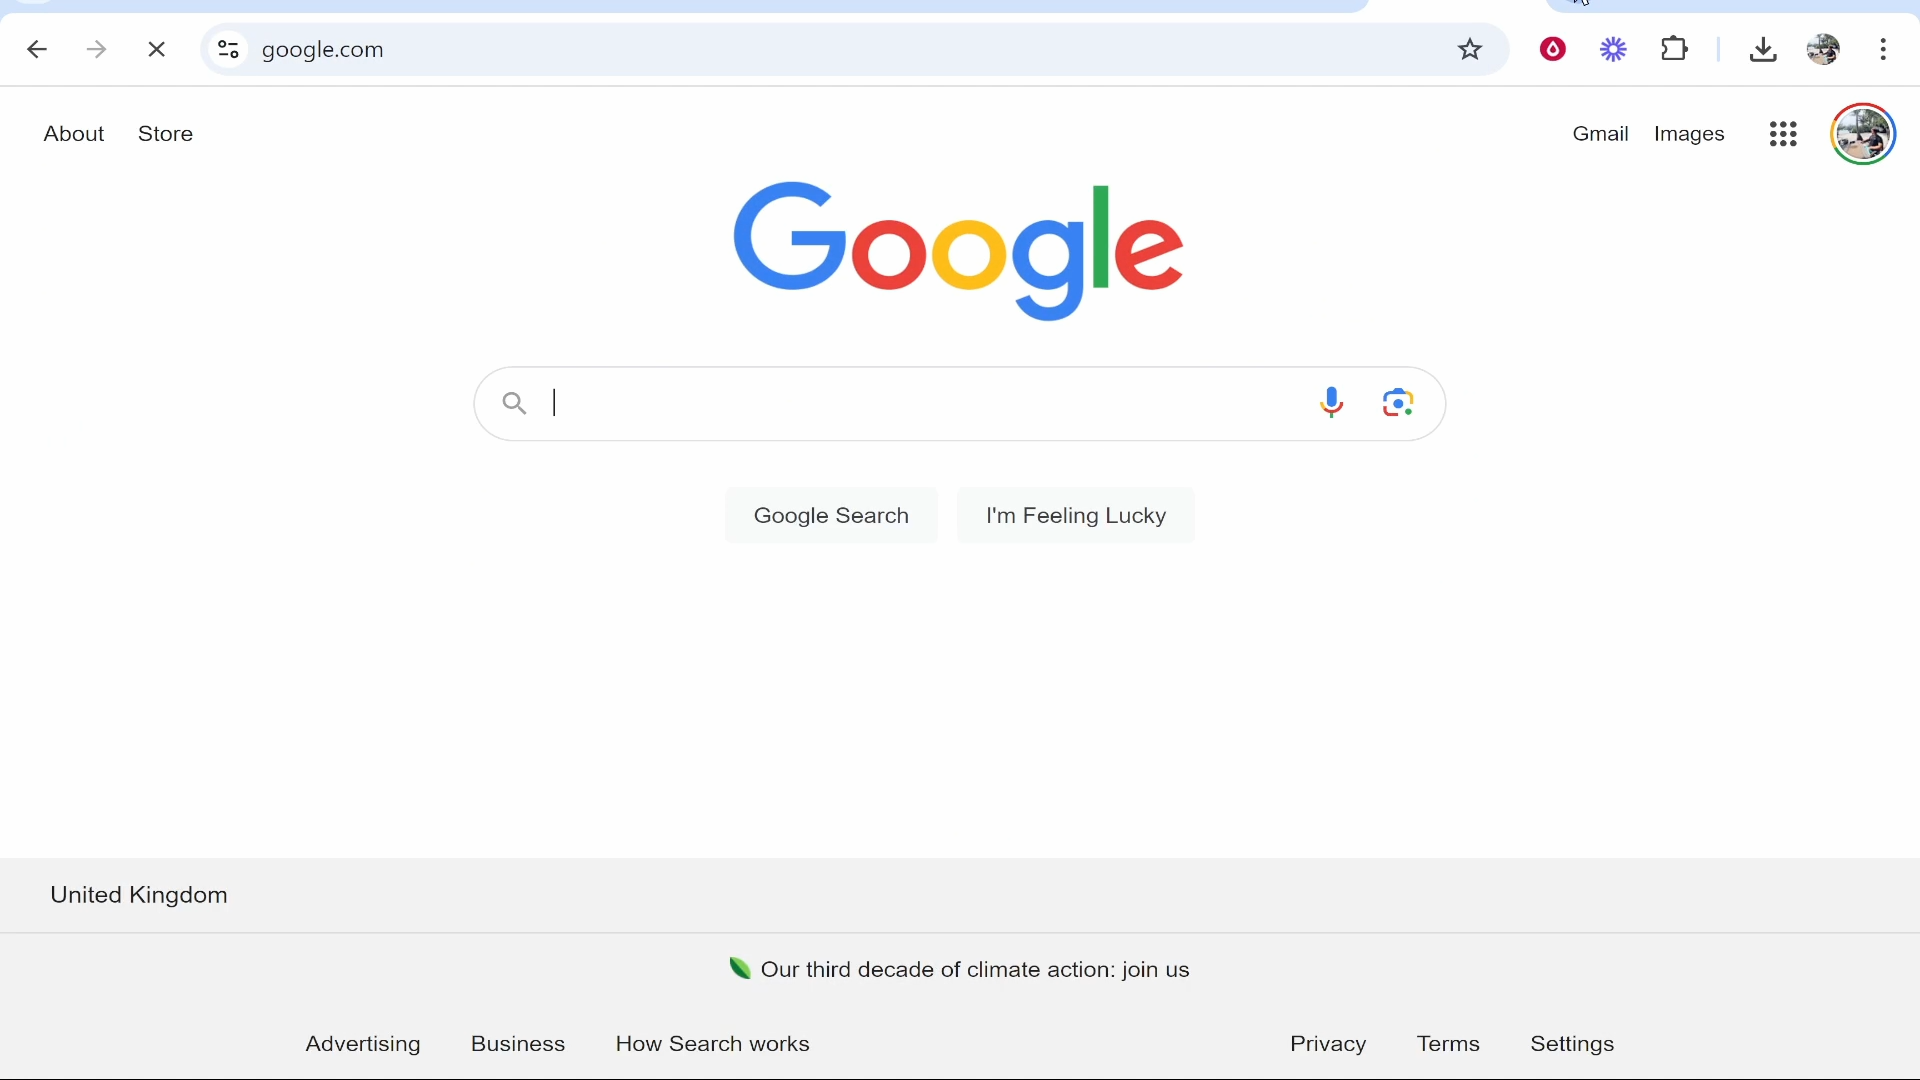 google.com
About Store Gmail Images
Google
Google Search I'm Feeling Lucky
United Kingdom
Our third decade of climate action: join us
Advertising Business How Search works Privacy Terms Settings